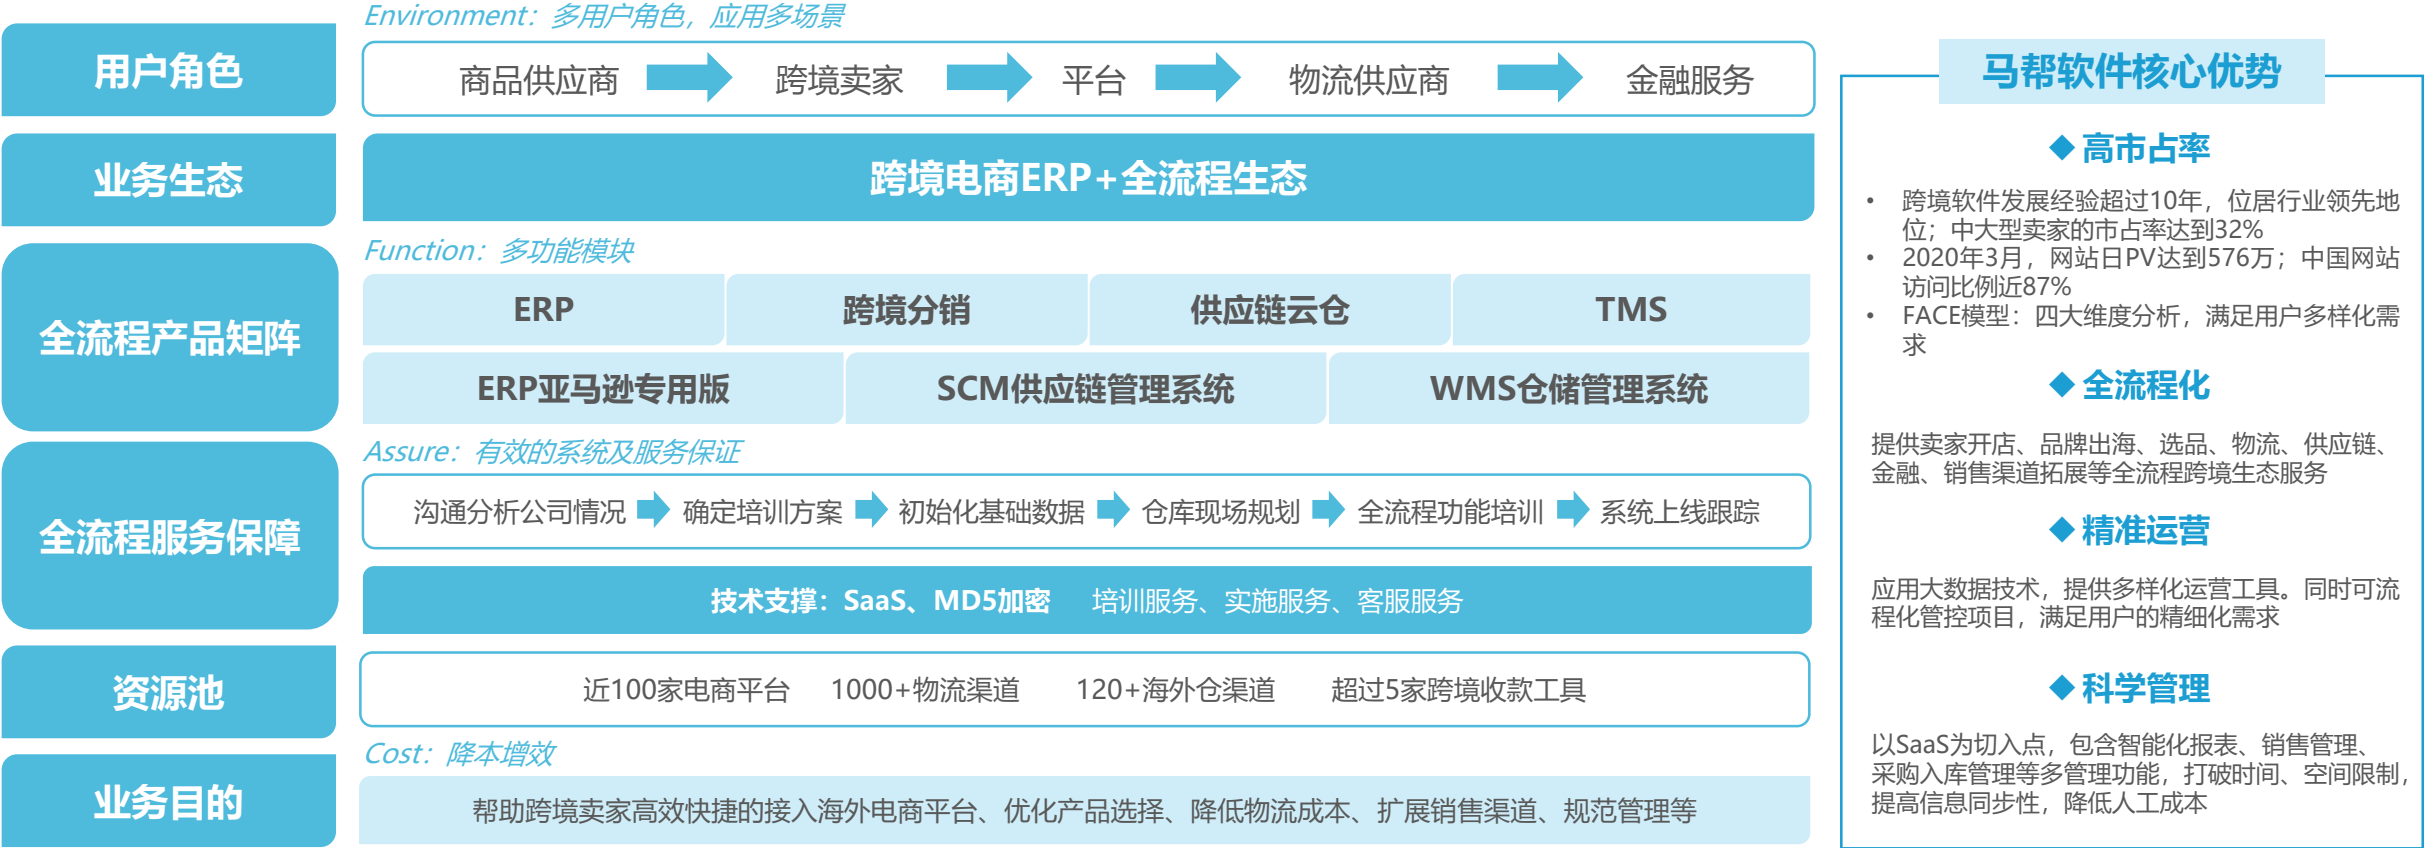 Environment：多用户角色，应用多场景
用户角色
商品供应商 跨境卖家 平台 物流供应商 金融服务
业务生态
跨境电商ERP+全流程生态
Function：多功能模块
全流程产品矩阵
ERP 跨境分销 供应链云仓 TMS
ERP亚马逊专用版 SCM供应链管理系统 WMS仓储管理系统
Assure：有效的系统及服务保证
全流程服务保障
沟通分析公司情况 确定培训方案 初始化基础数据 仓库现场规划 全流程功能培训 系统上线跟踪
技术支撑：SaaS、MD5加密 培训服务、实施服务、客服服务
资源池
近100家电商平台 1000+物流渠道 120+海外仓渠道 超过5家跨境收款工具
Cost：降本增效
业务目的
帮助跨境卖家高效快捷的接入海外电商平台、优化产品选择、降低物流成本、扩展销售渠道、规范管理等
马帮软件核心优势
◆ 高市占率
• 跨境软件发展经验超过10年，位居行业领先地
位；中大型卖家的市占率达到32%
• 2020年3月，网站日PV达到576万；中国网站
访问比例近87%
• FACE模型：四大维度分析，满足用户多样化需
求
◆ 全流程化
提供卖家开店、品牌出海、选品、物流、供应链、
金融、销售渠道拓展等全流程跨境生态服务
◆ 精准运营
应用大数据技术，提供多样化运营工具。同时可流
程化管控项目，满足用户的精细化需求
◆ 科学管理
以SaaS为切入点，包含智能化报表、销售管理、
采购入库管理等多管理功能，打破时间、空间限制，
提高信息同步性，降低人工成本